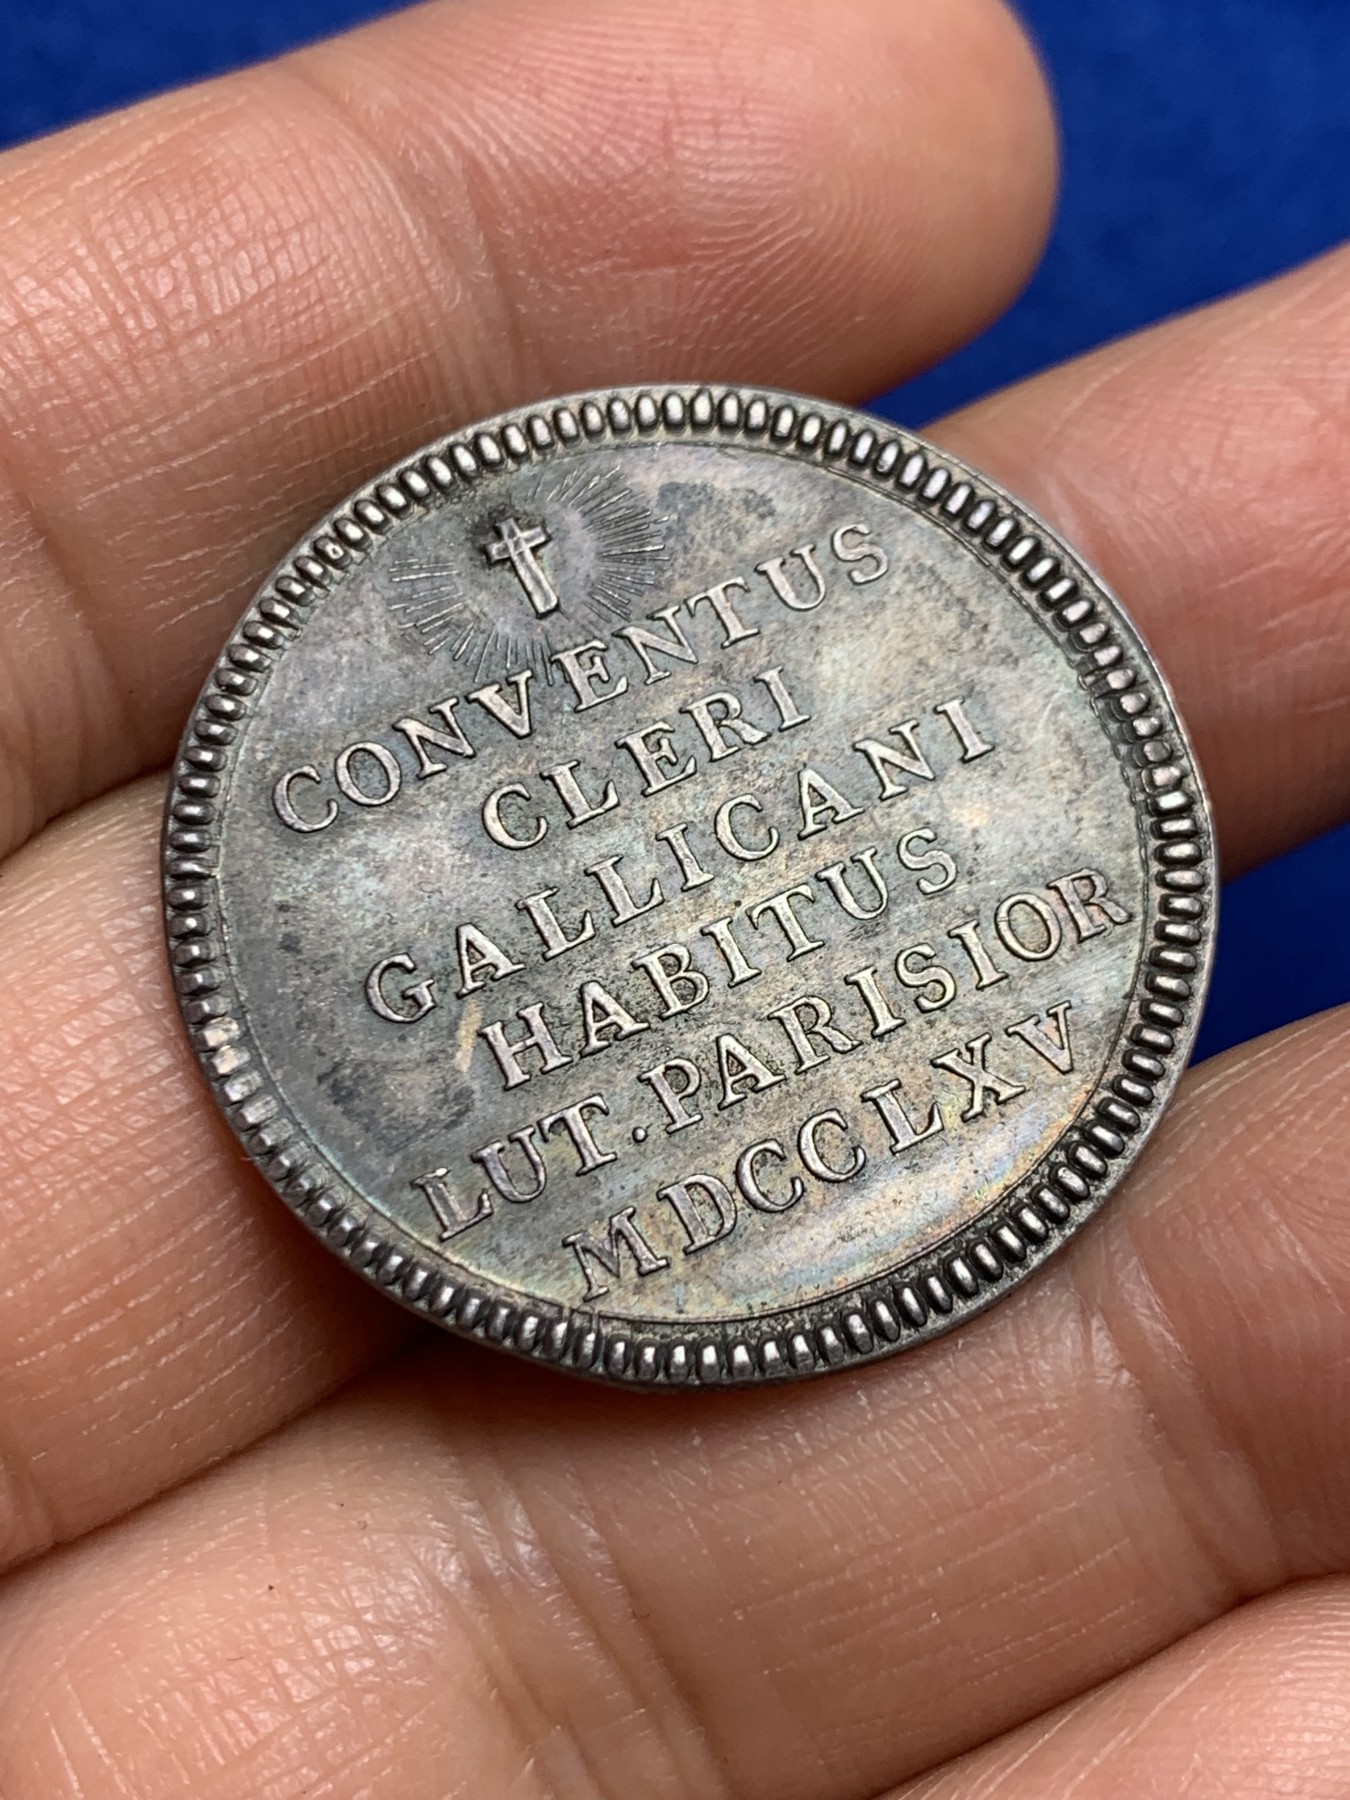 CONVENTUS
CLERI
GALLICANI
HABITUS
LUT. PARISIOR
MDCCLXV